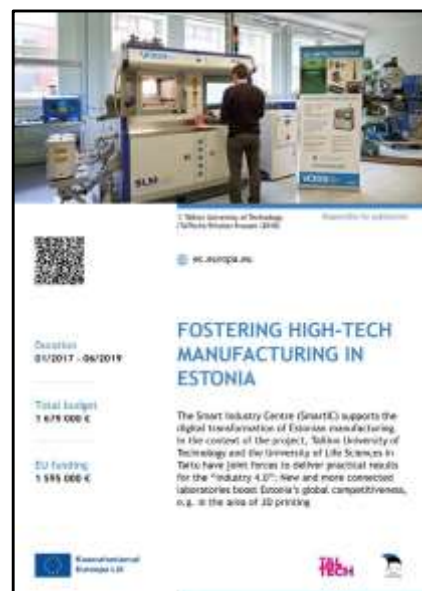 SLM
© Tallinn University of Technology
ec.europa.eu
Duration
01/2017 - 06/2019
Total budget
1 679 000 €
EU funding
1 595 000 €
FOSTERING HIGH-TECH
MANUFACTURING IN
ESTONIA
The Smart Industry Centre (SmartIC) supports the
digital transformation of Estonian manufacturing.
In the context of the project, Tallinn University of
Technology and the University of Life Sciences in
Tartu have joint forces to deliver practical results
for the "Industry 4.0": New and more connected
laboratories boost Estonia's global competitiveness,
e.g. in the area of 3D printing
Kaasrahastanud
Euroopa Liit
TAL
TECH